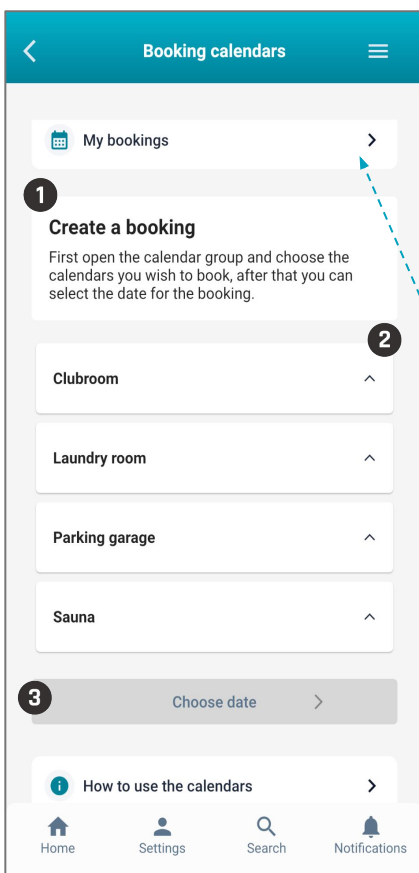 Booking calendars
My bookings
1
Create a booking
First open the calendar group and choose the
calendars you wish to book, after that you can
select the date for the booking.
2
Clubroom
Laundry room
Parking garage
Sauna
3
Choose date
How to use the calendars
Home Settings Search Notifications